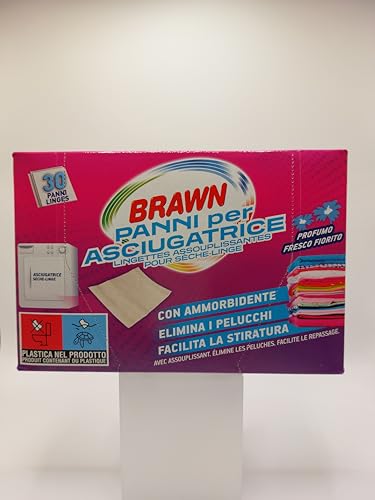 30
PANNI
LINGES
BRAWN
PANNI per
ASCIUGATRICE
LINGETTES ASSOUPLISSANTES
POUR SÈCHE-LINGE
PROFUMO
FRESCO FIORITO
ASCIUGATRICE
SÈCHE-LINGE
CON AMMORBIDENTE
ELIMINA I PELUCCHI
FACILITA LA STIRATURA
AVEC ASSOUPLISSANT. ÉLIMINE LES PELUCHES. FACILITE LE REPASSAGE.
PLASTICA NEL PRODOTTO
PRODUIT CONTENANT DU PLASTIQUE